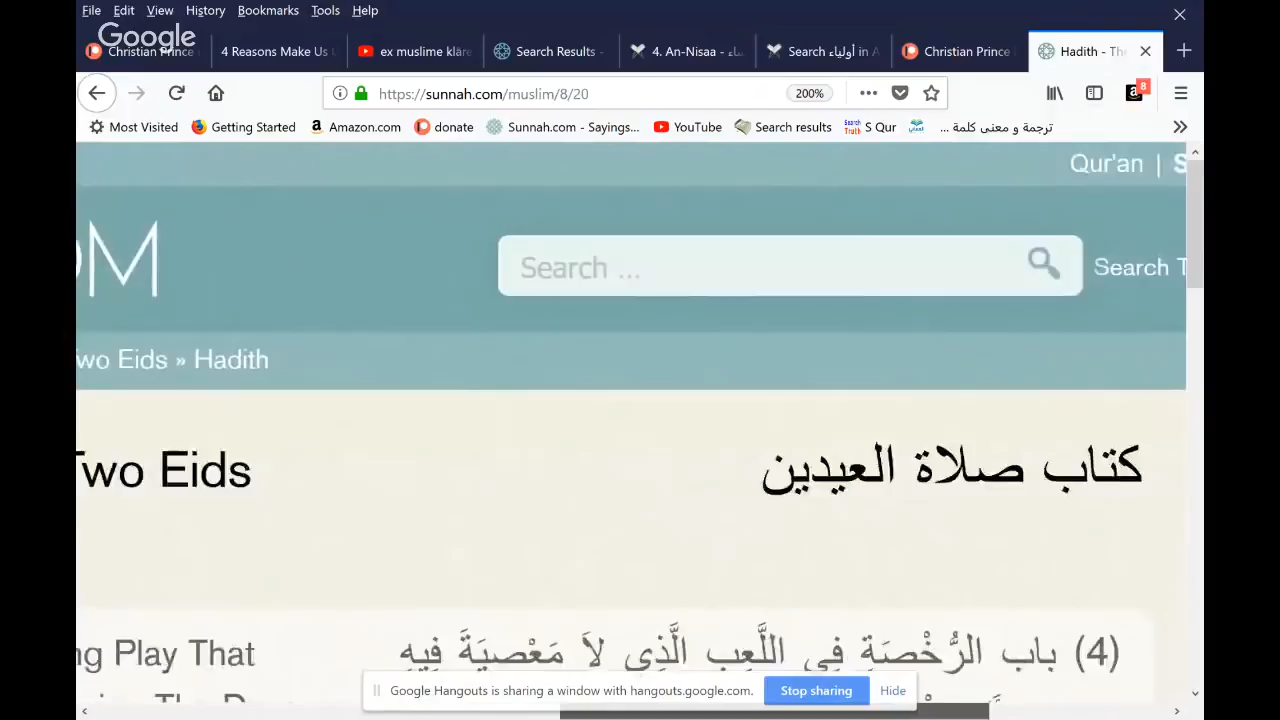 File Edit View History Bookmarks Tools Help
Google
Christian Prince 4 Reasons Make Us ex muslime kläre Search Results - 4. An-Nisaa - Search أولياء in A Christian Prince Hadith - The
https://sunnah.com/muslim/8/20 200%
8
Most Visited Getting Started Amazon.com donate Sunnah.com - Sayings... YouTube Search results S Qur ترجمة و معنى كلمة ...
Qur'an | S
OM
Search ... Search T
Two Eids » Hadith
Two Eids كتاب صلاة العيدين
ng Play That (4) باب الرُّخْصَةِ فِي اللَّعِبِ الَّذِي لاَ مَعْصِيَةَ فِيهِ
Google Hangouts is sharing a window with hangouts.google.com. Stop sharing Hide